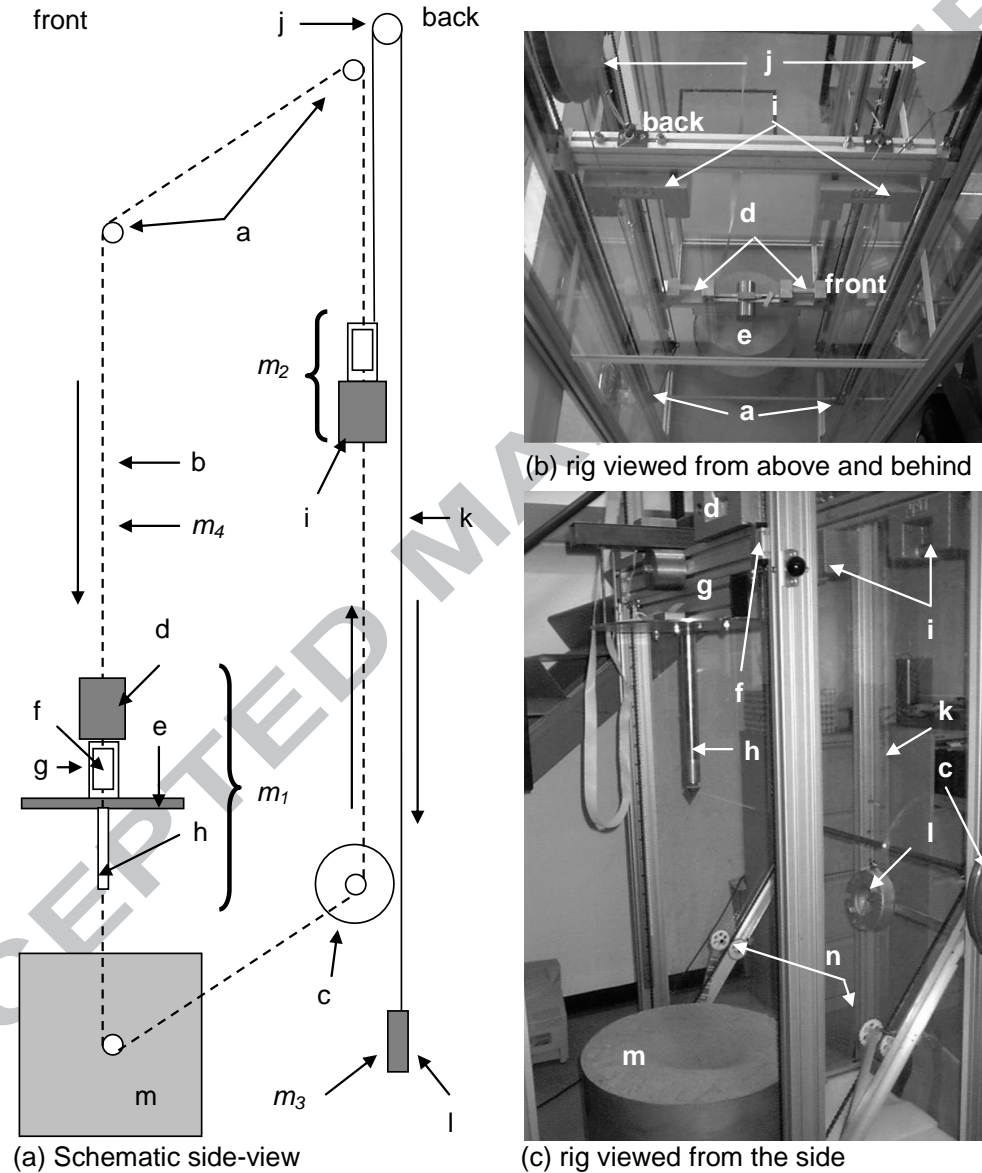 front
j
back
a
m2
b
i
k
m4
d
f
e
g
m1
h
c
m
m3
l
(a) Schematic side-view
j
i
back
d
front
e
a
(b) rig viewed from above and behind
d
g
i
f
k
h
c
l
n
m
(c) rig viewed from the side